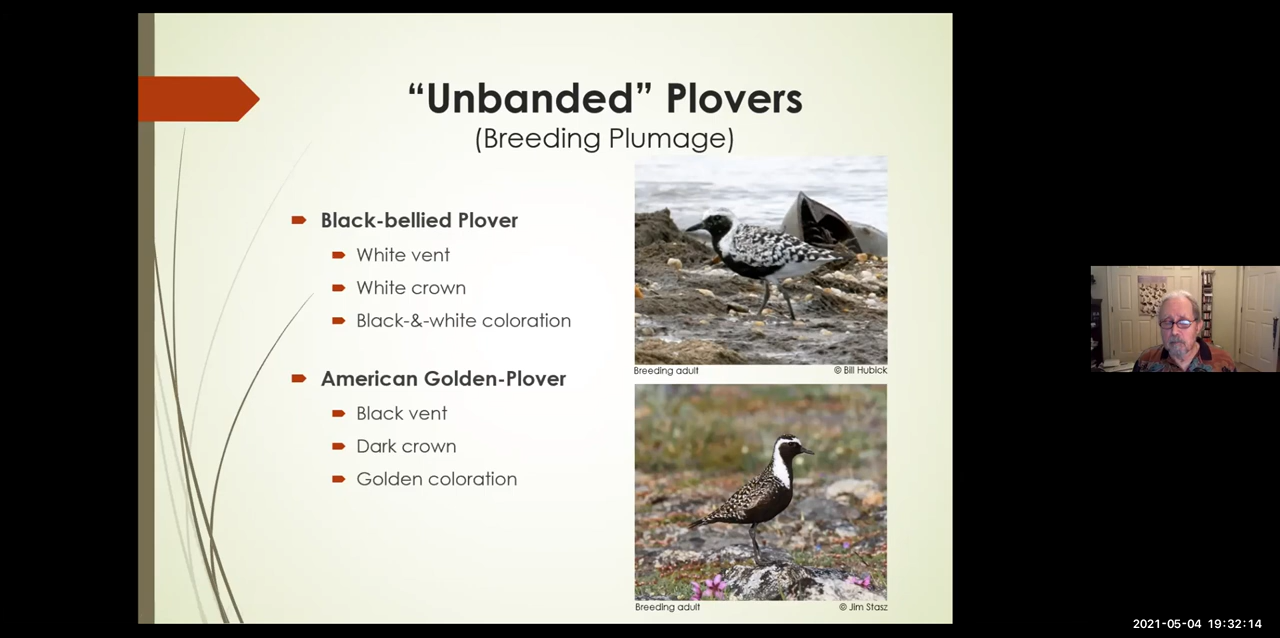 “Unbanded” Plovers
(Breeding Plumage)
Black-bellied Plover
White vent
White crown
Black-&-white coloration
American Golden-Plover
Black vent
Dark crown
Golden coloration
Breeding adult
© Bill Hubick
Breeding adult
© Jim Stasz
2021-05-04 19:32:14